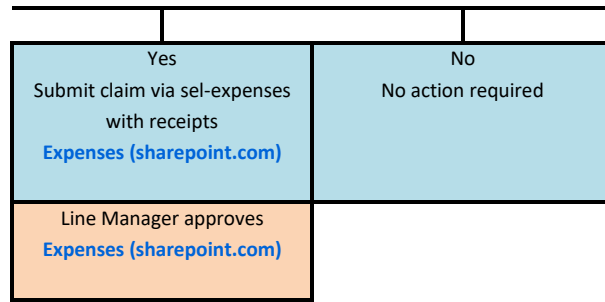 Yes
Submit claim via sel-expenses
with receipts
Expenses (sharepoint.com)
No
No action required
Line Manager approves
Expenses (sharepoint.com)